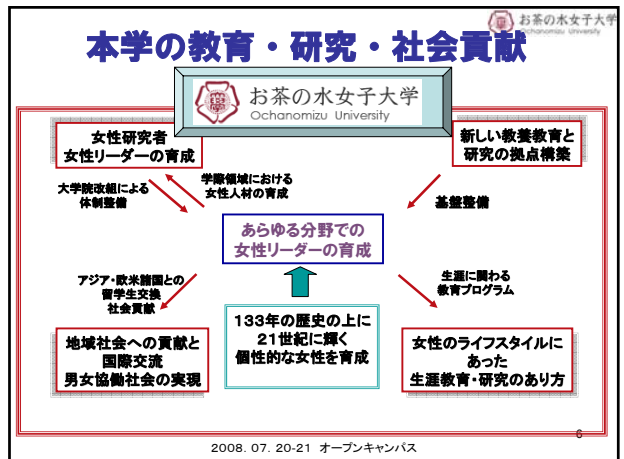 お茶の水女子大学
Ochanomizu University
本学の教育・研究・社会貢献
お茶の水女子大学
Ochanomizu University
女性研究者
女性リーダーの育成
新しい教養教育と
研究の拠点構築
大学院改組による
体制整備
学際領域における
女性人材の育成
基盤整備
あらゆる分野での
女性リーダーの育成
アジア・欧米諸国との
留学生交換
社会貢献
生涯に関わる
教育プログラム
133年の歴史の上に
21世紀に輝く
個性的な女性を育成
地域社会への貢献と
国際交流
男女協働社会の実現
女性のライフスタイルに
あった
生涯教育・研究のあり方
6
2008. 07. 20-21 オープンキャンパス